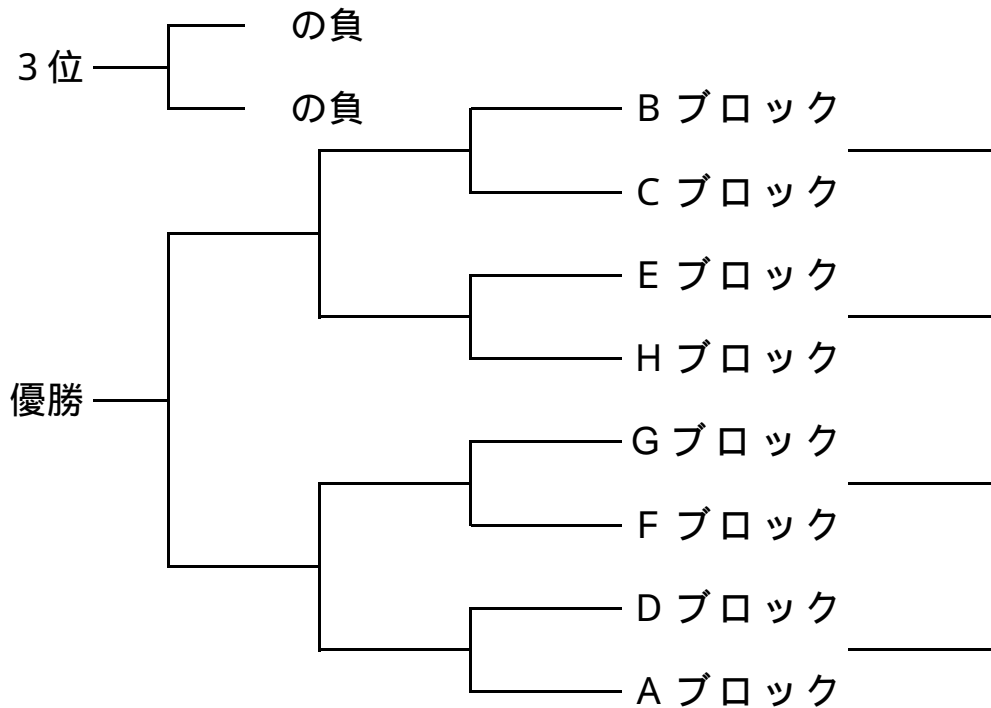 の負
3位
の負
B ブロック
C ブロック
E ブロック
H ブロック
優勝
G ブロック
F ブロック
D ブロック
A ブロック